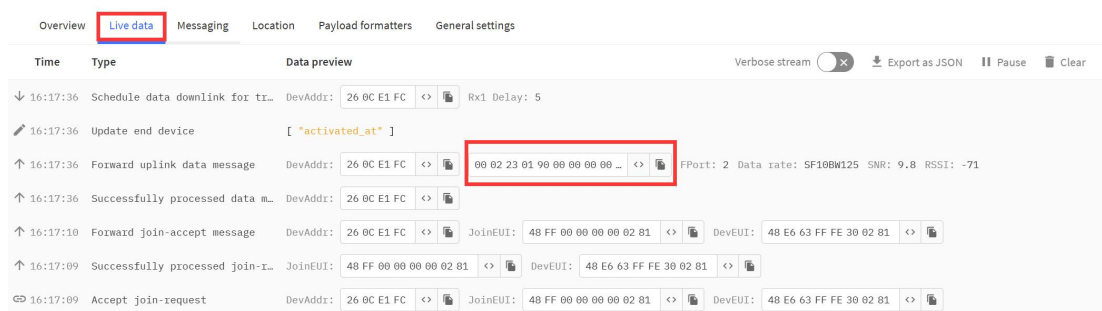 Overview Live data Messaging Location Payload formatters General settings
Time Type Data preview Verbose stream Export as JSON Pause Clear
16:17:36 Schedule data downlink for tr… DevAddr: 26 0C E1 FC Rx1 Delay: 5
16:17:36 Update end device [ "activated_at" ]
16:17:36 Forward uplink data message DevAddr: 26 0C E1 FC 00 02 23 01 90 00 00 00 00 … FPort: 2 Data rate: SF10BW125 SNR: 9.8 RSSI: -71
16:17:36 Successfully processed data m… DevAddr: 26 0C E1 FC
16:17:10 Forward join-accept message DevAddr: 26 0C E1 FC JoinEUI: 48 FF 00 00 00 00 02 81 DevEUI: 48 E6 63 FF FE 30 02 81
16:17:09 Successfully processed join-r… JoinEUI: 48 FF 00 00 00 00 02 81 DevEUI: 48 E6 63 FF FE 30 02 81
16:17:09 Accept join-request DevAddr: 26 0C E1 FC JoinEUI: 48 FF 00 00 00 00 02 81 DevEUI: 48 E6 63 FF FE 30 02 81